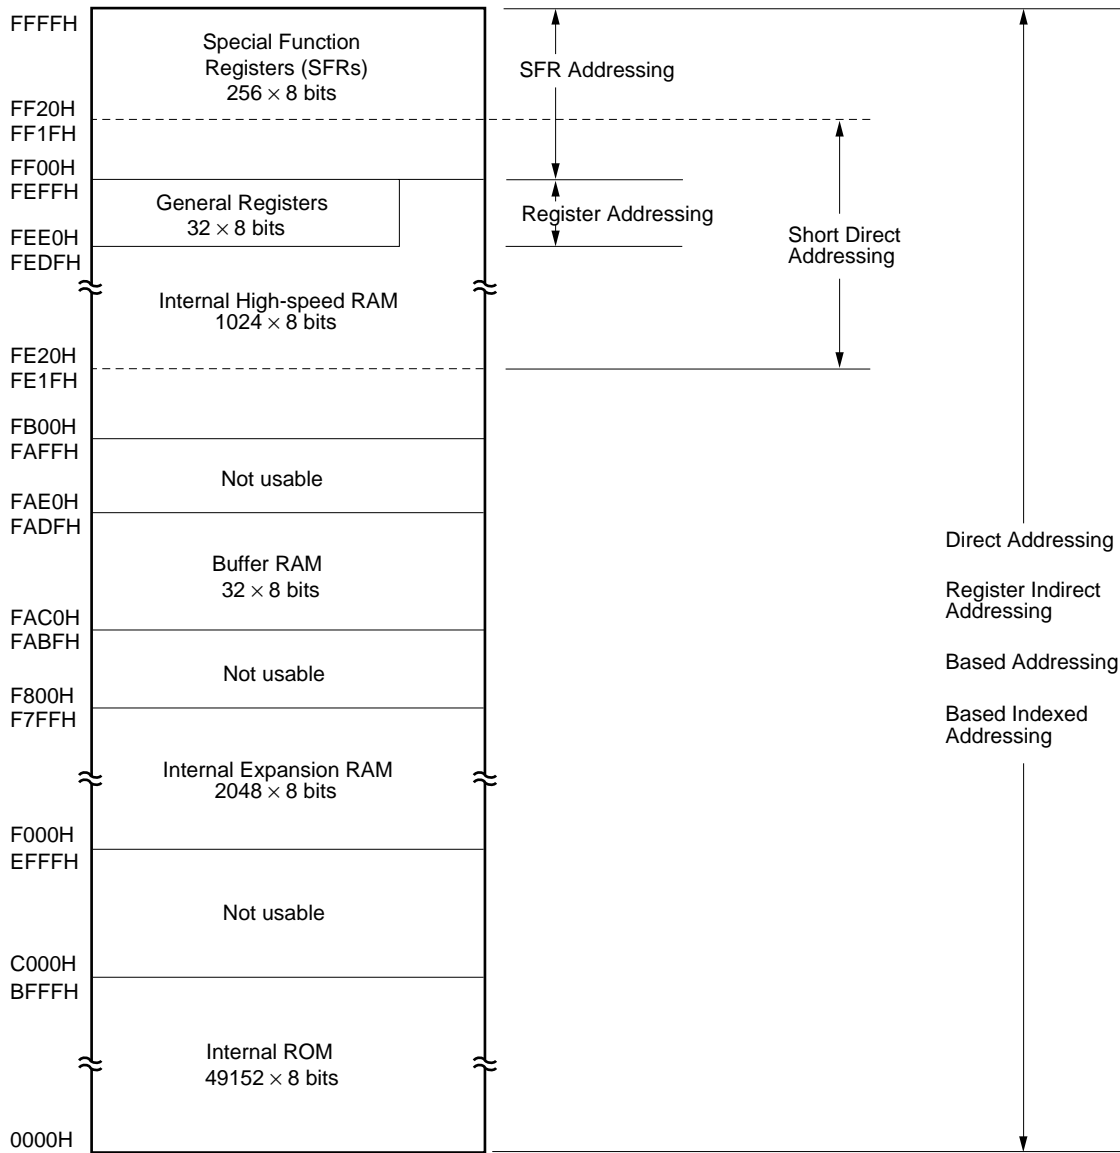 FFFFH
Special Function
Registers (SFRs)
256 × 8 bits
SFR Addressing
FF20H
FF1FH
FF00H
FEFFH
General Registers
32 × 8 bits
Register Addressing
FEE0H
FEDFH
Short Direct
Addressing
Internal High-speed RAM
1024 × 8 bits
FE20H
FE1FH
FB00H
FAFFH
Not usable
FAE0H
FADFH
Buffer RAM
32 × 8 bits
Direct Addressing
Register Indirect
Addressing
Based Addressing
Based Indexed
Addressing
FAC0H
FABFH
Not usable
F800H
F7FFH
Internal Expansion RAM
2048 × 8 bits
F000H
EFFFH
Not usable
C000H
BFFFH
Internal ROM
49152 × 8 bits
0000H